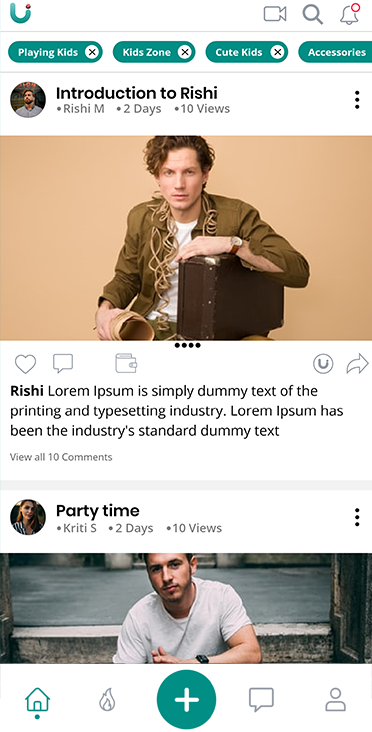 Playing Kids
Kids Zone
Cute Kids
Accessories
Introduction to Rishi
•Rishi M •2 Days •10 Views
Rishi Lorem Ipsum is simply dummy text of the
printing and typesetting industry. Lorem Ipsum has
been the industry's standard dummy text
View all 10 Comments
Party time
•Kriti S •2 Days •10 Views